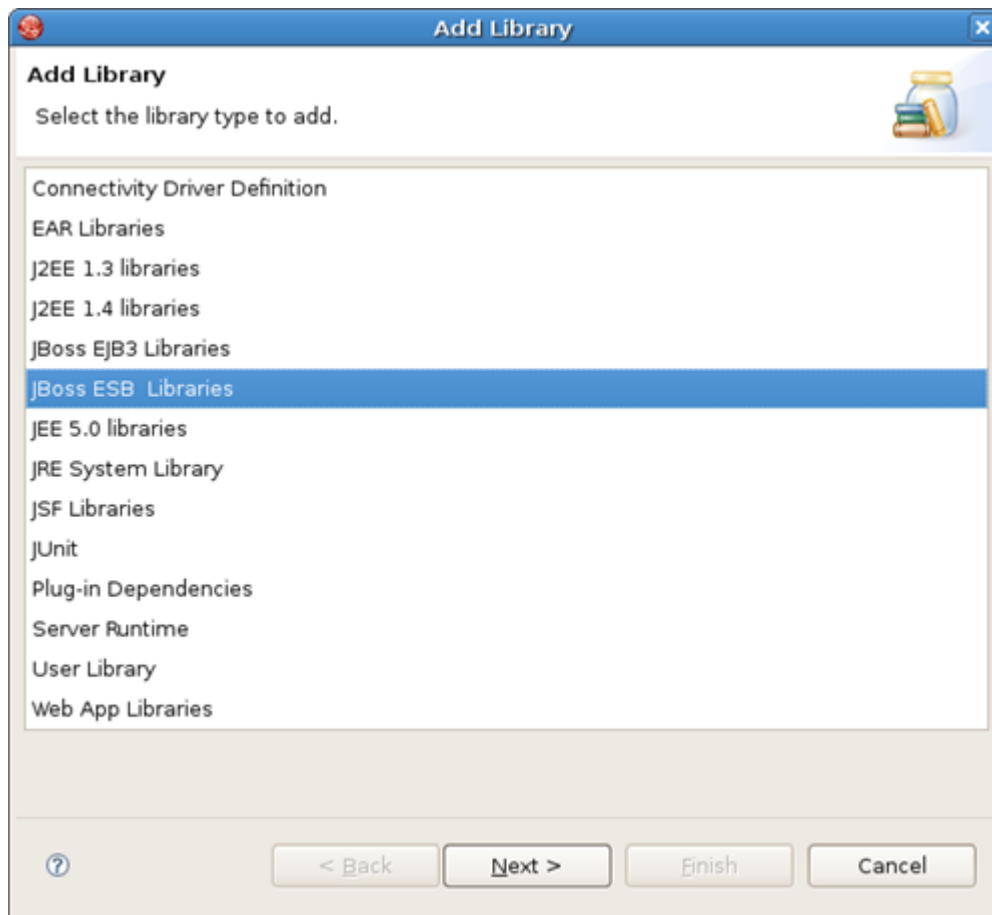 Add Library
Add Library
Select the library type to add.
Connectivity Driver Definition
EAR Libraries
J2EE 1.3 libraries
J2EE 1.4 libraries
JBoss EJB3 Libraries
JBoss ESB  Libraries
JEE 5.0 libraries
JRE System Library
JSF Libraries
JUnit
Plug-in Dependencies
Server Runtime
User Library
Web App Libraries
? < Back Next > Finish Cancel